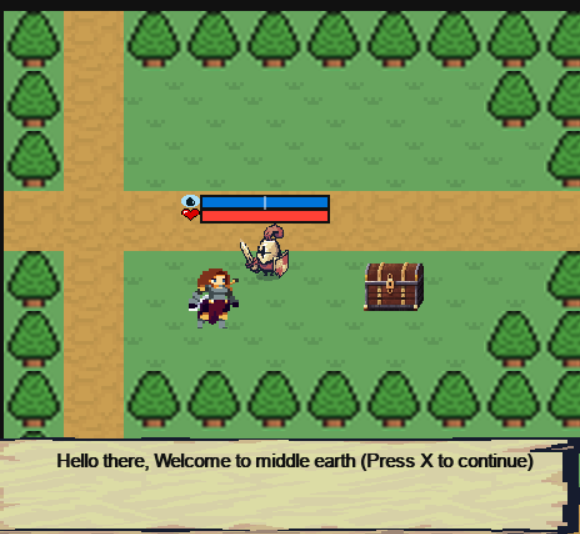 Hello there, Welcome to middle earth (Press X to continue)